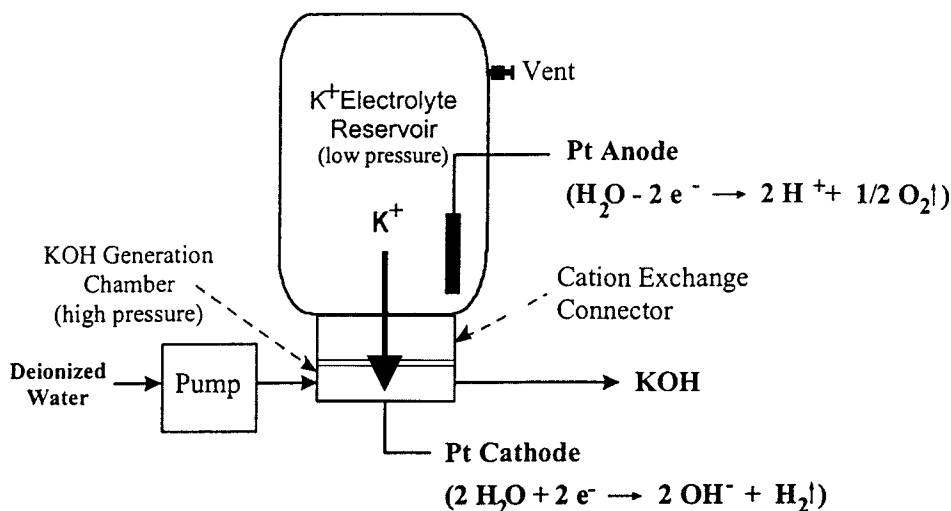 K+ Electrolyte
Reservoir
(low pressure)
Vent
Pt Anode
(H2O - 2 e - → 2 H + + 1/2 O2↑)
K+
KOH Generation
Chamber
(high pressure)
Cation Exchange
Connector
Deionized
Water
Pump
KOH
Pt Cathode
(2 H2O + 2 e- → 2 OH- + H2↑)